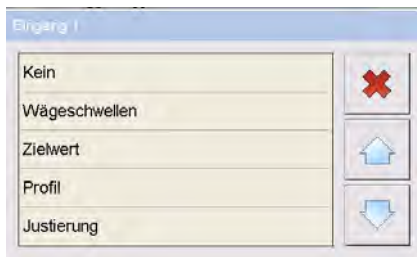 Eingang 1
Kein
Wägeschwellen
Zielwert
Profil
Justierung